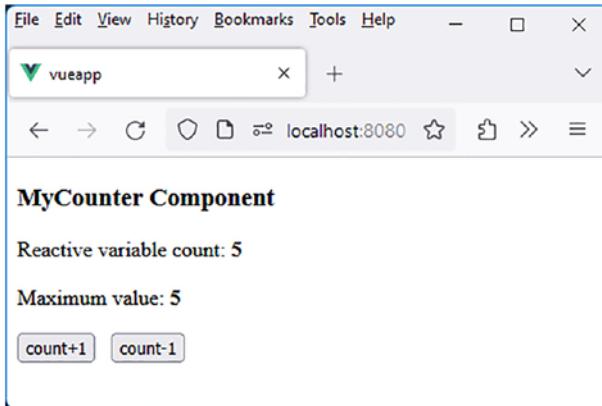 File Edit View History Bookmarks Tools Help
vueapp
localhost:8080
MyCounter Component
Reactive variable count: 5
Maximum value: 5
count+1 count-1